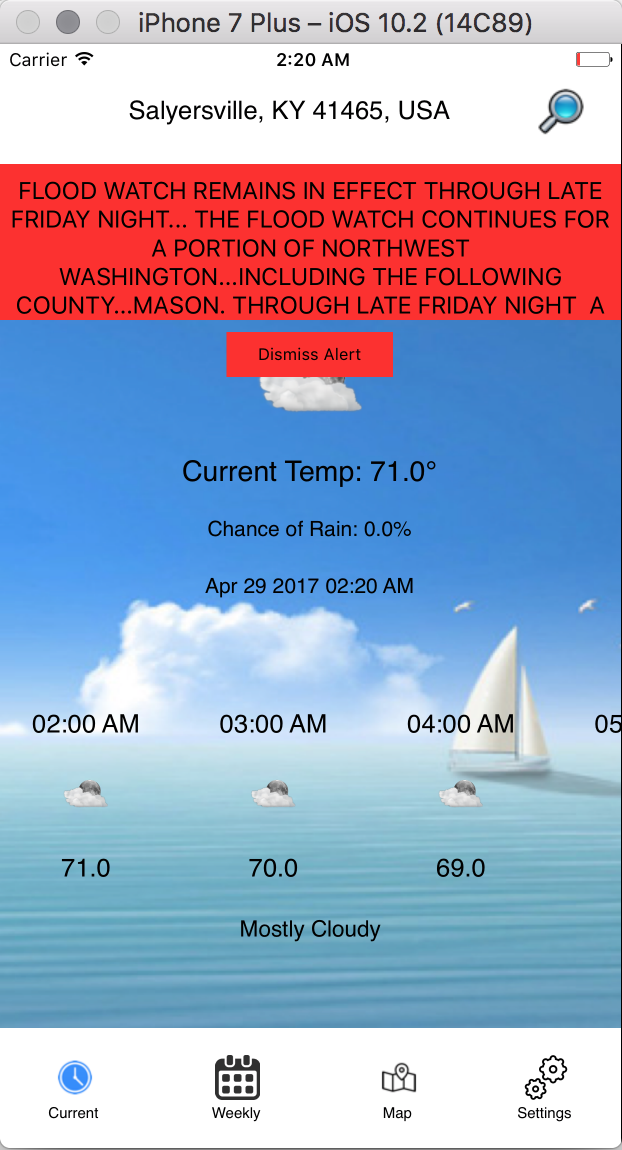 iPhone 7 Plus – iOS 10.2 (14C89)
Carrier 2:20 AM
Salyersville, KY 41465, USA
FLOOD WATCH REMAINS IN EFFECT THROUGH LATE
FRIDAY NIGHT... THE FLOOD WATCH CONTINUES FOR
A PORTION OF NORTHWEST
WASHINGTON...INCLUDING THE FOLLOWING
COUNTY...MASON. THROUGH LATE FRIDAY NIGHT A
Dismiss Alert
Current Temp: 71.0°
Chance of Rain: 0.0%
Apr 29 2017 02:20 AM
02:00 AM 03:00 AM 04:00 AM 05
71.0 70.0 69.0
Mostly Cloudy
Current Weekly Map Settings